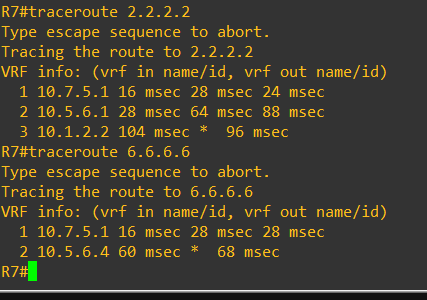 R7#traceroute 2.2.2.2
Type escape sequence to abort.
Tracing the route to 2.2.2.2
VRF info: (vrf in name/id, vrf out name/id)
  1 10.7.5.1 16 msec 28 msec 24 msec
  2 10.5.6.1 28 msec 64 msec 88 msec
  3 10.1.2.2 104 msec *  96 msec
R7#traceroute 6.6.6.6
Type escape sequence to abort.
Tracing the route to 6.6.6.6
VRF info: (vrf in name/id, vrf out name/id)
  1 10.7.5.1 16 msec 28 msec 28 msec
  2 10.5.6.4 60 msec *  68 msec
R7#